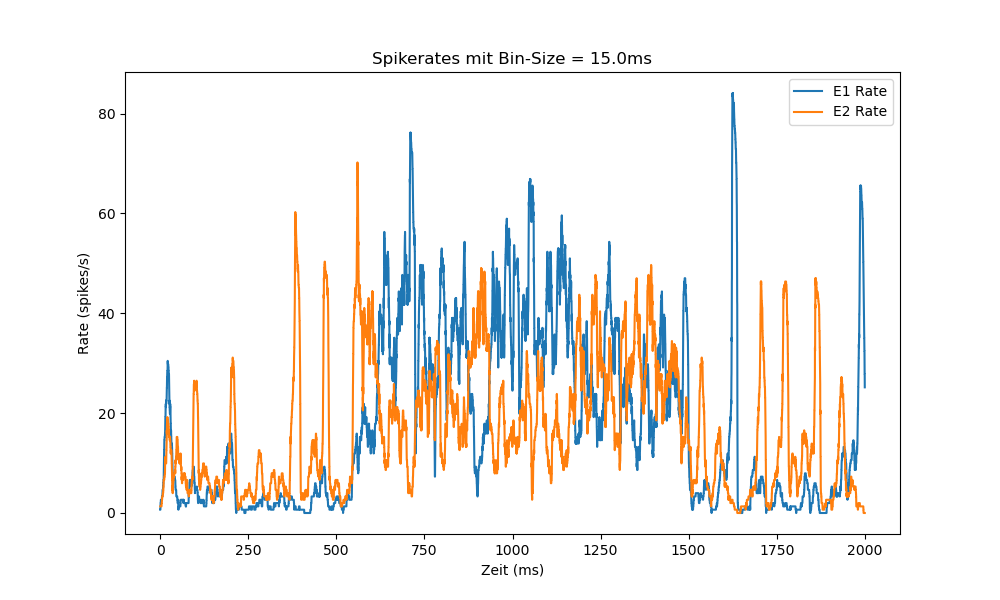 Spikerates mit Bin-Size = 15.0ms
E1 Rate
E2 Rate
80
60
40
20
0
Rate (spikes/s)
0 250 500 750 1000 1250 1500 1750 2000
Zeit (ms)